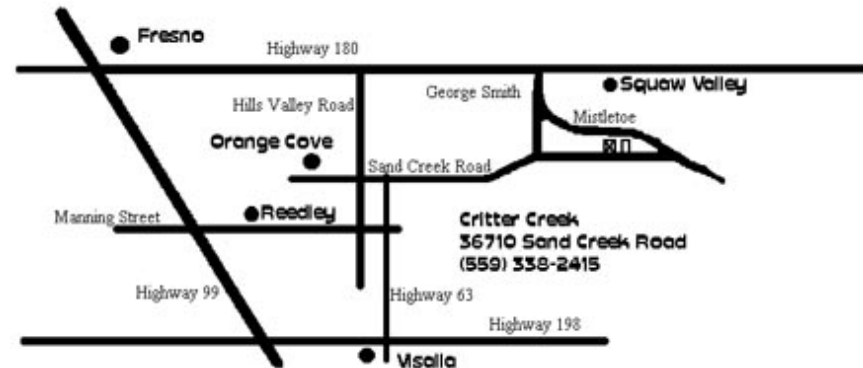 Fresno
Highway 180
Hills Valley Road
George Smith
Squaw Valley
Mistletoe
Orange Cove
Sand Creek Road
Manning Street
Reedley
Critter Creek
36710 Sand Creek Road
(559) 338-2415
Highway 99
Highway 63
Highway 198
Visalia